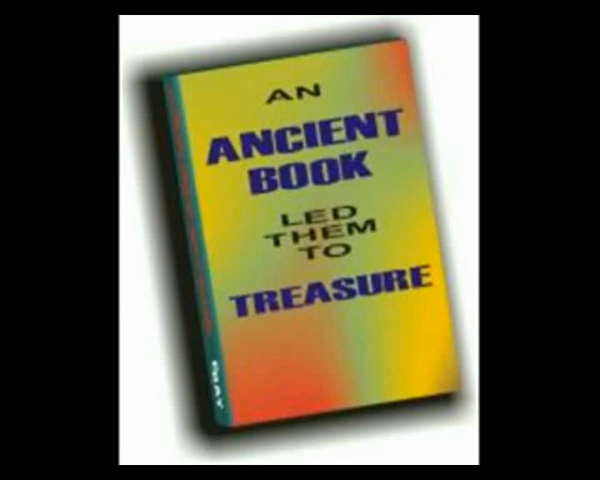 AN
ANCIENT
BOOK
LED
THEM
TO
TREASURE